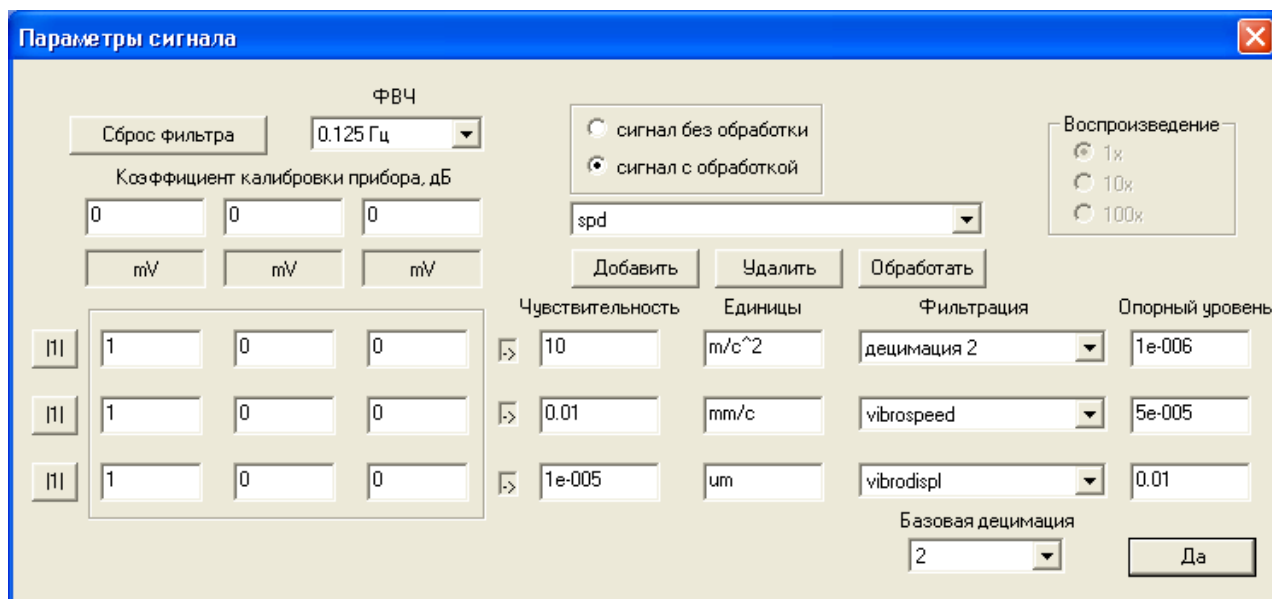 Параметры сигнала
ФВЧ
Сброс фильтра
0.125 Гц
сигнал без обработки
сигнал с обработкой
Воспроизведение
1x
10x
100x
Коэффициент калибровки прибора, дБ
0 0 0
spd
mV mV mV
Добавить Удалить Обработать
Чувствительность Единицы Фильтрация Опорный уровень
|1| 1 0 0 -> 10 m/c^2 децимация 2 1e-006
|1| 1 0 0 -> 0.01 mm/c vibrospeed 5e-005
|1| 1 0 0 -> 1e-005 um vibrodispl 0.01
Базовая децимация
2
Да